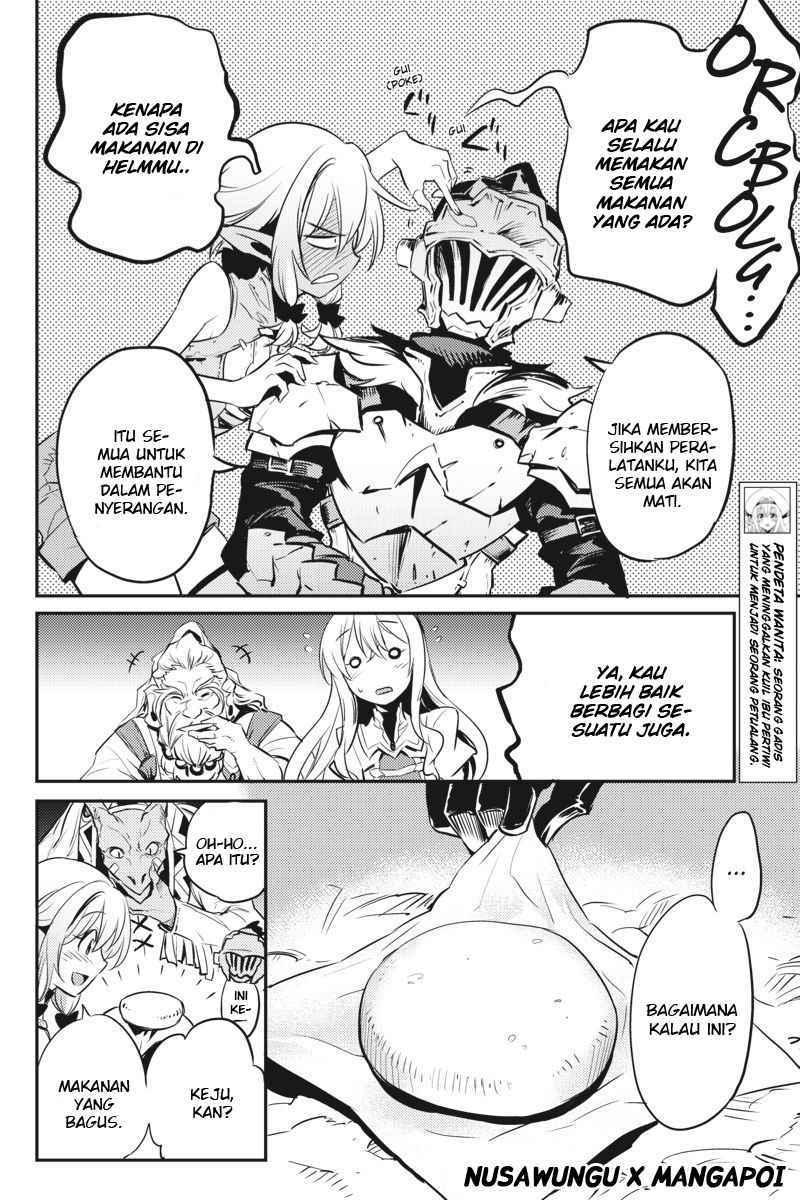 ORCBOLG...
APA KAU
SELALU
MEMAKAN
SEMUA
MAKANAN
YANG ADA?
GUI
(POKE)
GUI
KENAPA
ADA SISA
MAKANAN DI
HELMMU..
JIKA MEMBER-
SIHKAN PERA-
LATANKU, KITA
SEMUA AKAN
MATI.
ITU SE-
MUA UNTUK
MEMBANTU
DALAM PE-
NYERANGAN.
PENDETA WANITA: SEORANG GADIS
YANG MENINGGALKAN KUIL IBU PERTIWI
UNTUK MENJADI SEORANG PETUALANG.
YA, KAU
LEBIH BAIK
BERBAGI SE-
SUATU JUGA.
...
BAGAIMANA
KALAU INI?
OH-HO...
APA ITU?
INI
KE-
KEJU,
KAN?
MAKANAN
YANG
BAGUS.
NUSAWUNGU X MANGAPOI